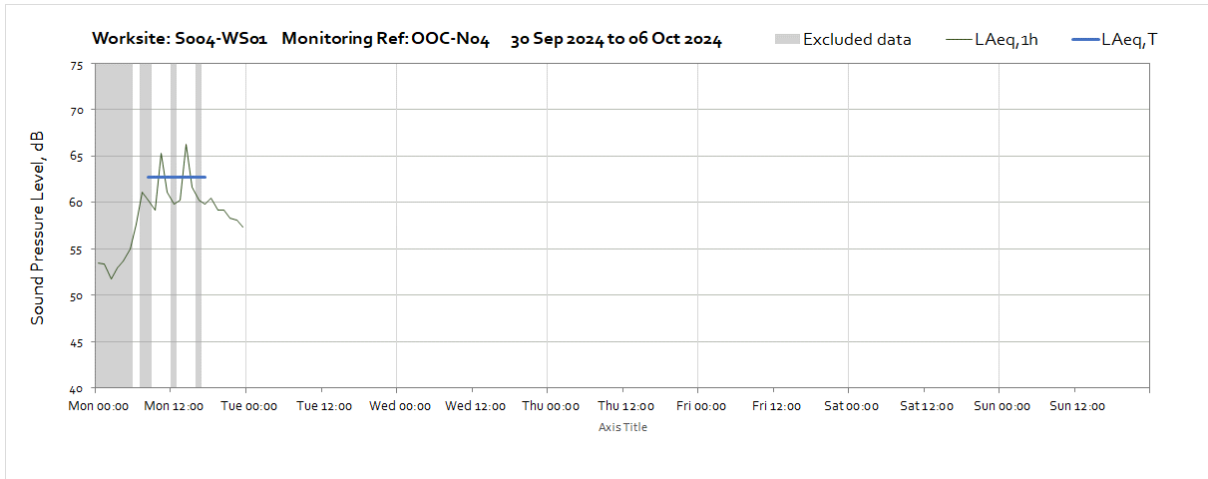 Worksite: S004-WS01 Monitoring Ref: OOC-N04 30 Sep 2024 to 06 Oct 2024 Excluded data LAeq,1h LAeq,T
75
70
65
60
55
50
45
40
Sound Pressure Level, dB
Mon 00:00 Mon 12:00 Tue 00:00 Tue 12:00 Wed 00:00 Wed 12:00 Thu 00:00 Thu 12:00 Fri 00:00 Fri 12:00 Sat 00:00 Sat 12:00 Sun 00:00 Sun 12:00
Axis Title